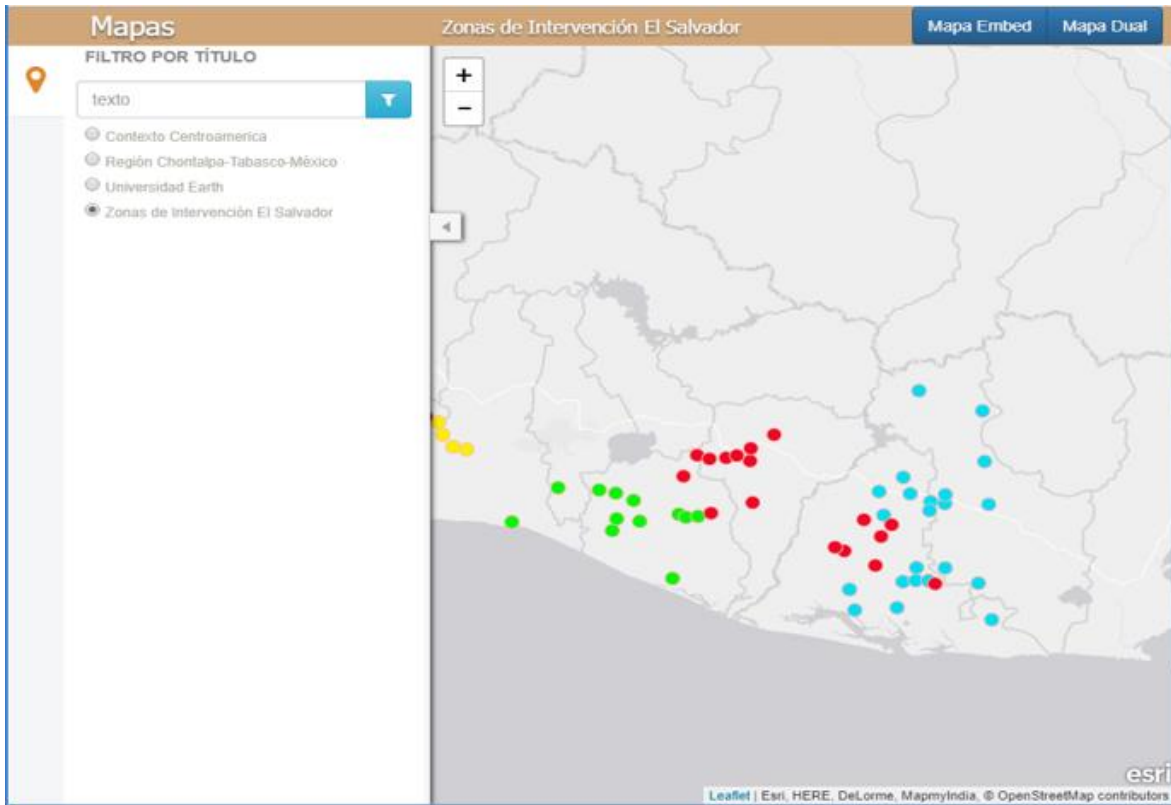 Mapas
Zonas de Intervención El Salvador
Mapa Embed
Mapa Dual
FILTRO POR TÍTULO
texto
Contexto Centroamerica
Región Chontalpa-Tabasco-México
Universidad Earth
Zonas de Intervención El Salvador
+
−
esri
Leaflet | Esri, HERE, DeLorme, MapmyIndia, © OpenStreetMap contributors